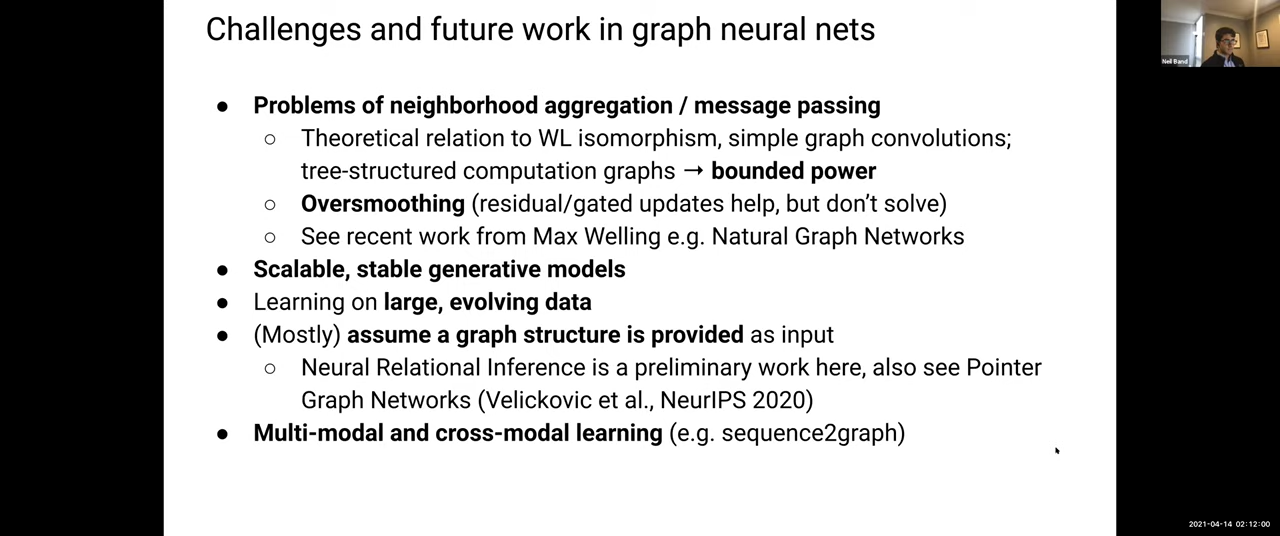 Challenges and future work in graph neural nets
● Problems of neighborhood aggregation / message passing
○ Theoretical relation to WL isomorphism, simple graph convolutions;
tree-structured computation graphs → bounded power
○ Oversmoothing (residual/gated updates help, but don’t solve)
○ See recent work from Max Welling e.g. Natural Graph Networks
● Scalable, stable generative models
● Learning on large, evolving data
● (Mostly) assume a graph structure is provided as input
○ Neural Relational Inference is a preliminary work here, also see Pointer
Graph Networks (Velickovic et al., NeurIPS 2020)
● Multi-modal and cross-modal learning (e.g. sequence2graph)
Neil Band
2021-04-14 02:12:00